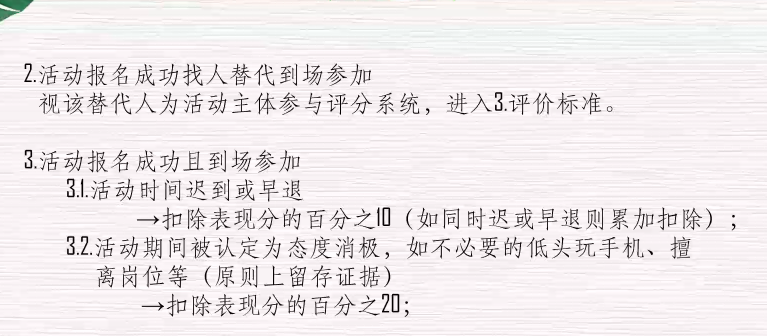 2.活动报名成功找人替代到场参加
视该替代人为活动主体参与评分系统，进入3.评价标准。
3.活动报名成功且到场参加
3.1.活动时间迟到或早退
→扣除表现分的百分之10（如同时迟或早退则累加扣除）;
3.2.活动期间被认定为态度消极，如不必要的低头玩手机、擅
离岗位等（原则上留存证据）
→扣除表现分的百分之20;